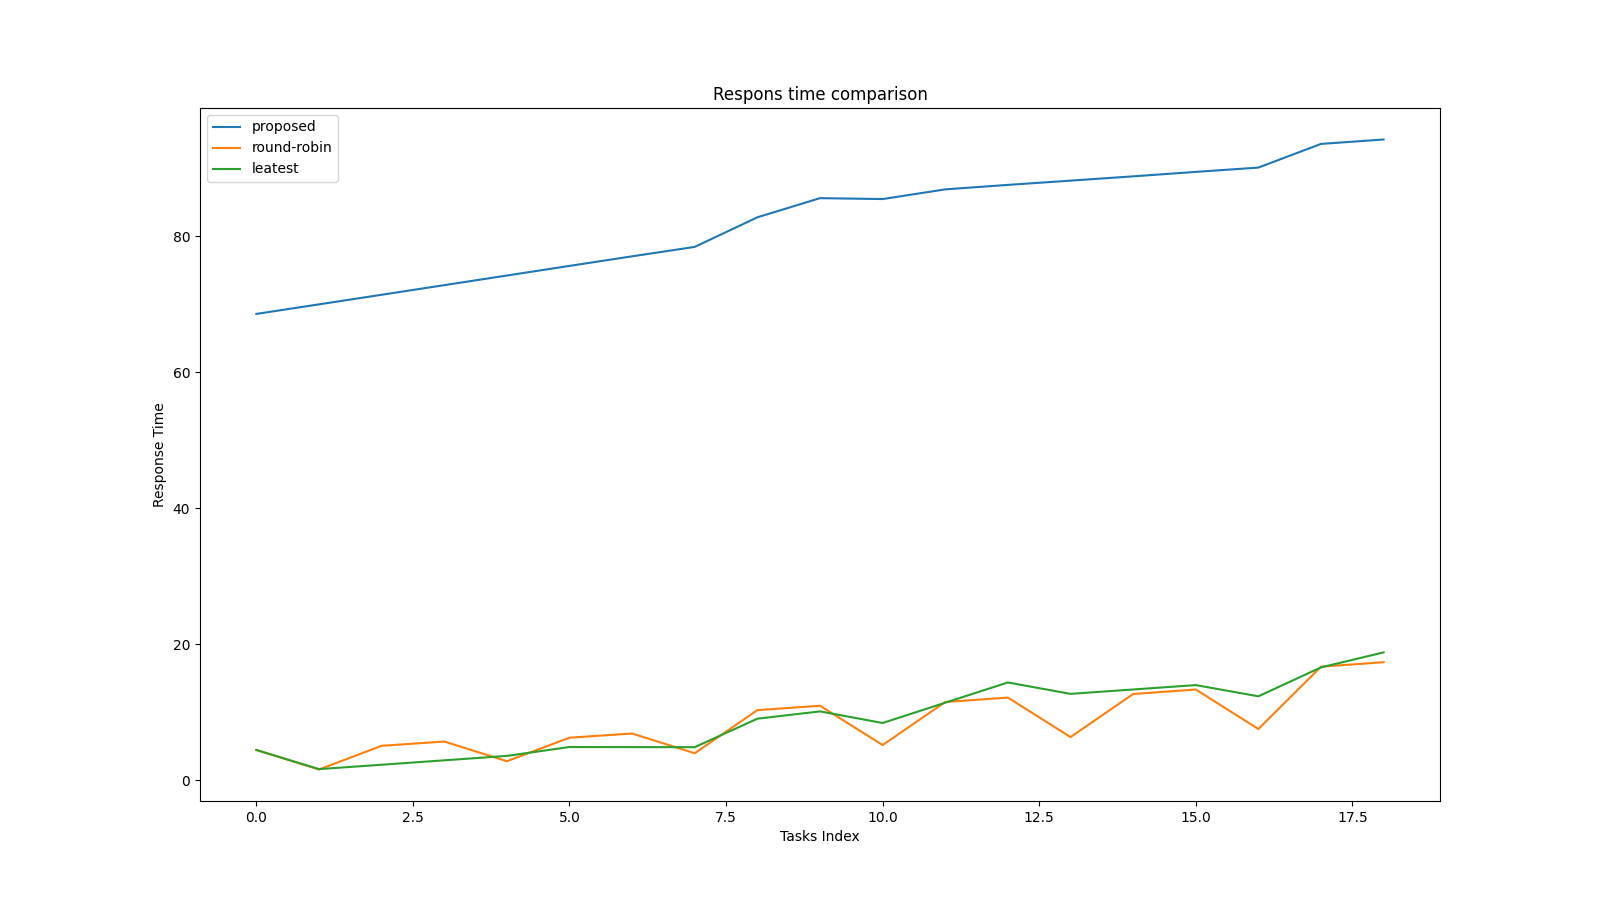 Respons time comparison
proposed
round-robin
leatest
80
60
40
20
0
Response Time
0.0 2.5 5.0 7.5 10.0 12.5 15.0 17.5
Tasks Index